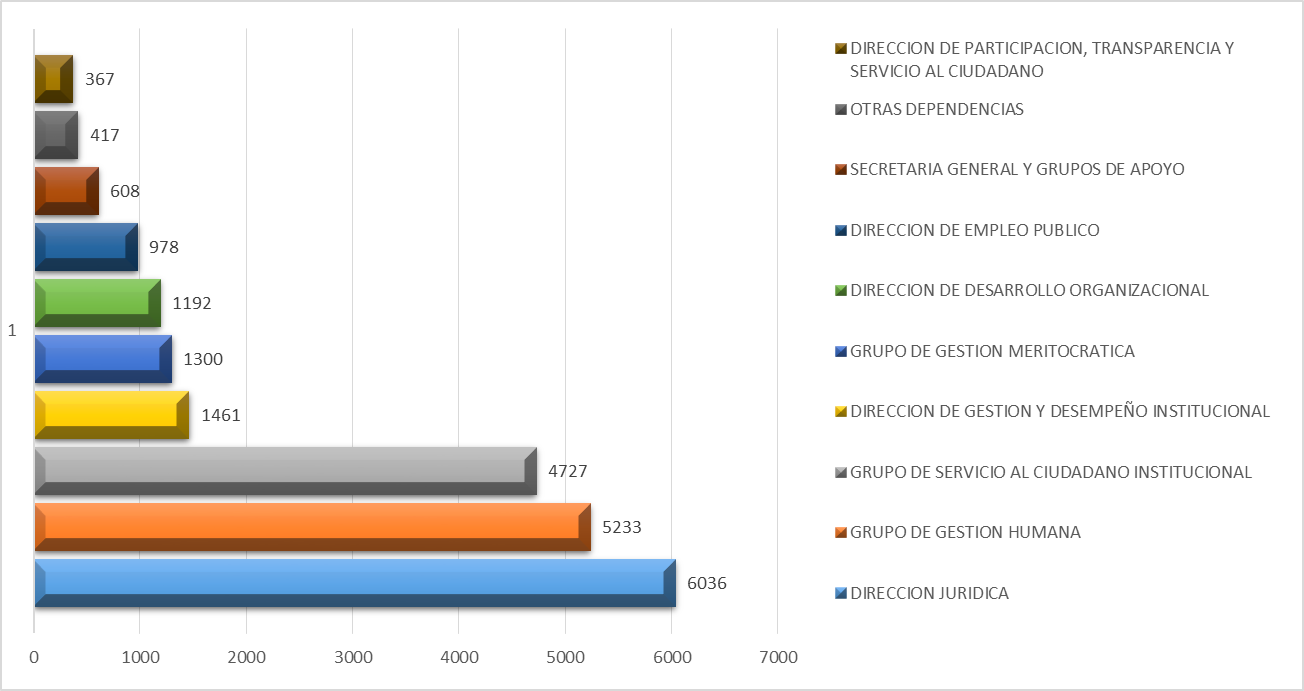 367
417
608
978
1192
1
1300
1461
4727
5233
6036
0 1000 2000 3000 4000 5000 6000 7000
DIRECCION DE PARTICIPACION, TRANSPARENCIA Y
SERVICIO AL CIUDADANO
OTRAS DEPENDENCIAS
SECRETARIA GENERAL Y GRUPOS DE APOYO
DIRECCION DE EMPLEO PUBLICO
DIRECCION DE DESARROLLO ORGANIZACIONAL
GRUPO DE GESTION MERITOCRATICA
DIRECCION DE GESTION Y DESEMPEÑO INSTITUCIONAL
GRUPO DE SERVICIO AL CIUDADANO INSTITUCIONAL
GRUPO DE GESTION HUMANA
DIRECCION JURIDICA